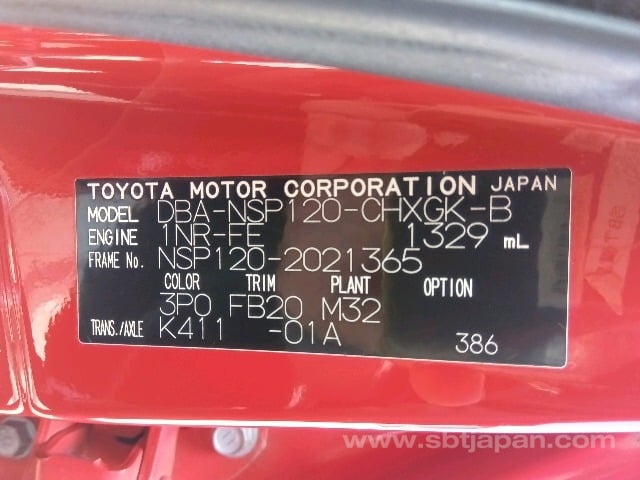 TOYOTA MOTOR CORPORATION JAPAN
MODEL DBA-NSP120-CHXGK-B
ENGINE 1NR-FE 1329 mL
FRAME No. NSP120-2021365
COLOR TRIM PLANT OPTION
3P0 FB20 M32
TRANS./AXLE K411 -01A 386
www.sbtjapan.com